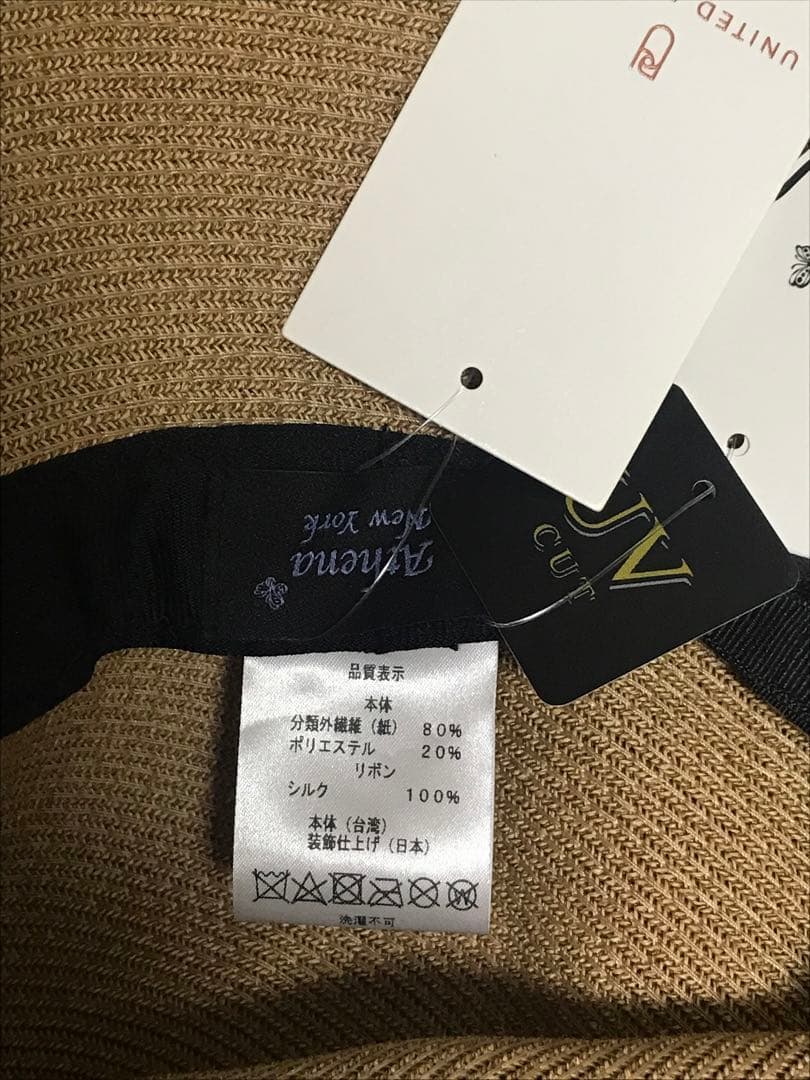 UNITED
UV
CUT
Athena
New York
品質表示
本体
分類外繊維(紙) 80%
ポリエステル 20%
リボン
シルク 100%
本体(台湾)
装飾仕上げ(日本)
洗濯不可